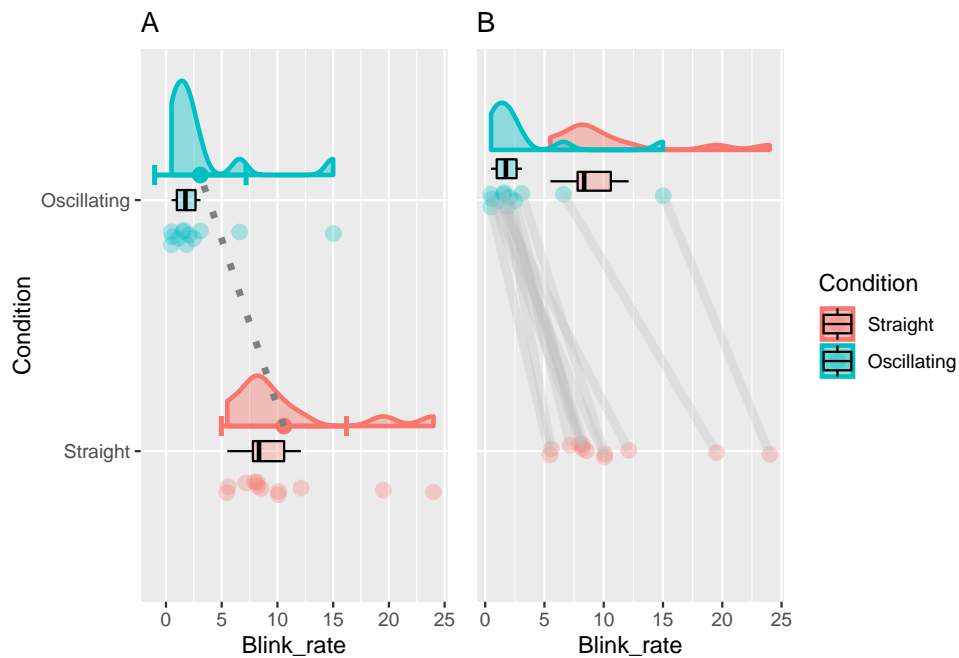 A
B
Condition
Oscillating
Straight
0 5 10 15 20 25
0 5 10 15 20 25
Blink_rate
Blink_rate
Condition
Straight
Oscillating